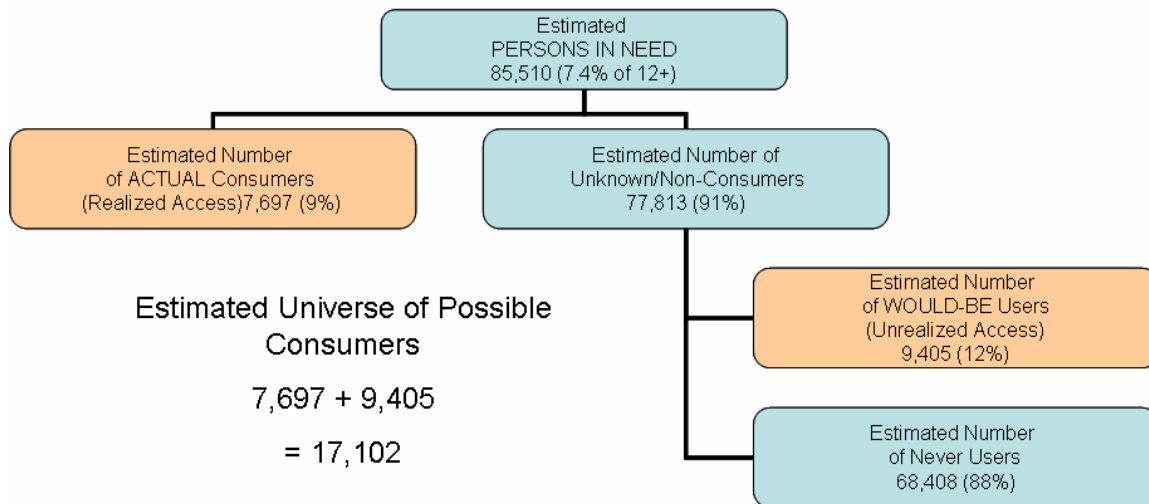 Estimated
PERSONS IN NEED
85,510 (7.4% of 12+)
Estimated Number
of ACTUAL Consumers
(Realized Access)7,697 (9%)
Estimated Number of
Unknown/Non-Consumers
77,813 (91%)
Estimated Universe of Possible
Consumers
7,697 + 9,405
= 17,102
Estimated Number
of WOULD-BE Users
(Unrealized Access)
9,405 (12%)
Estimated Number
of Never Users
68,408 (88%)